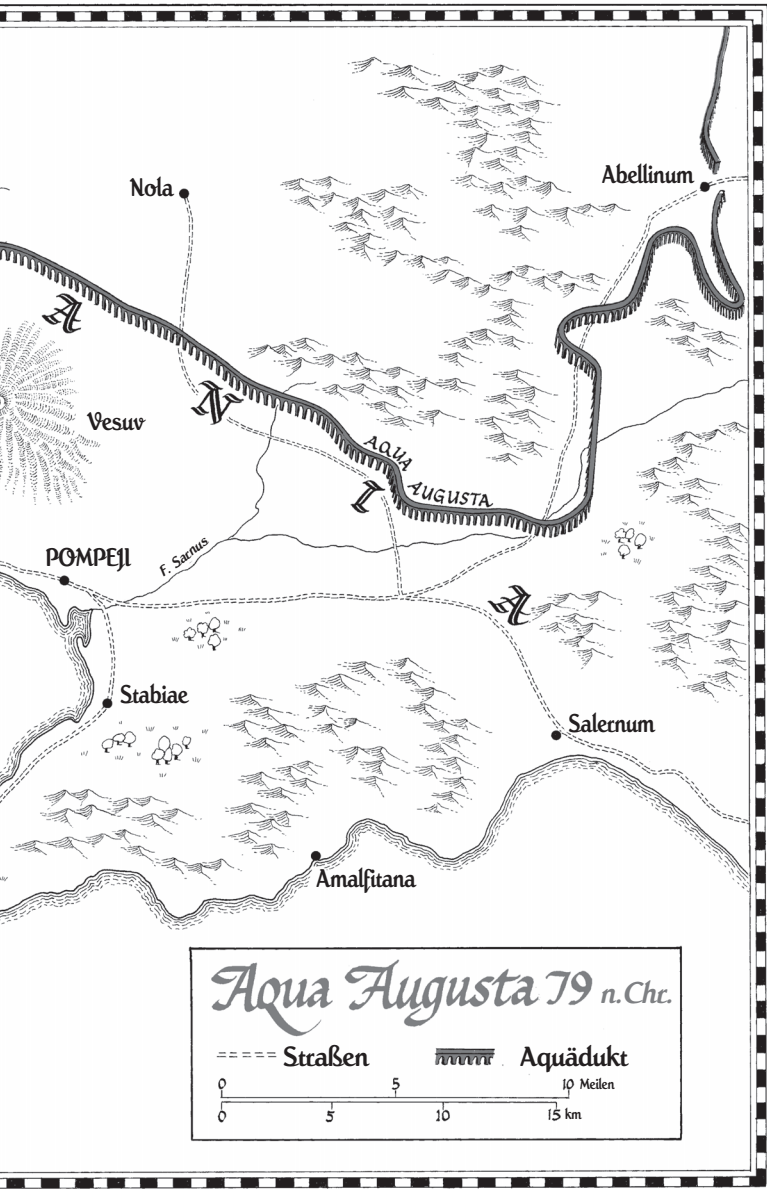 Abellinum
Nola
A
N
Vesuv
AQUA
AUGUSTA
I
F. Sarnus
POMPEJI
A
Stabiae
Salernum
Amalfitana
Aqua Augusta 79 n. Chr.
Straßen Aquädukt
0 5 10 Meilen
0 5 10 15 km